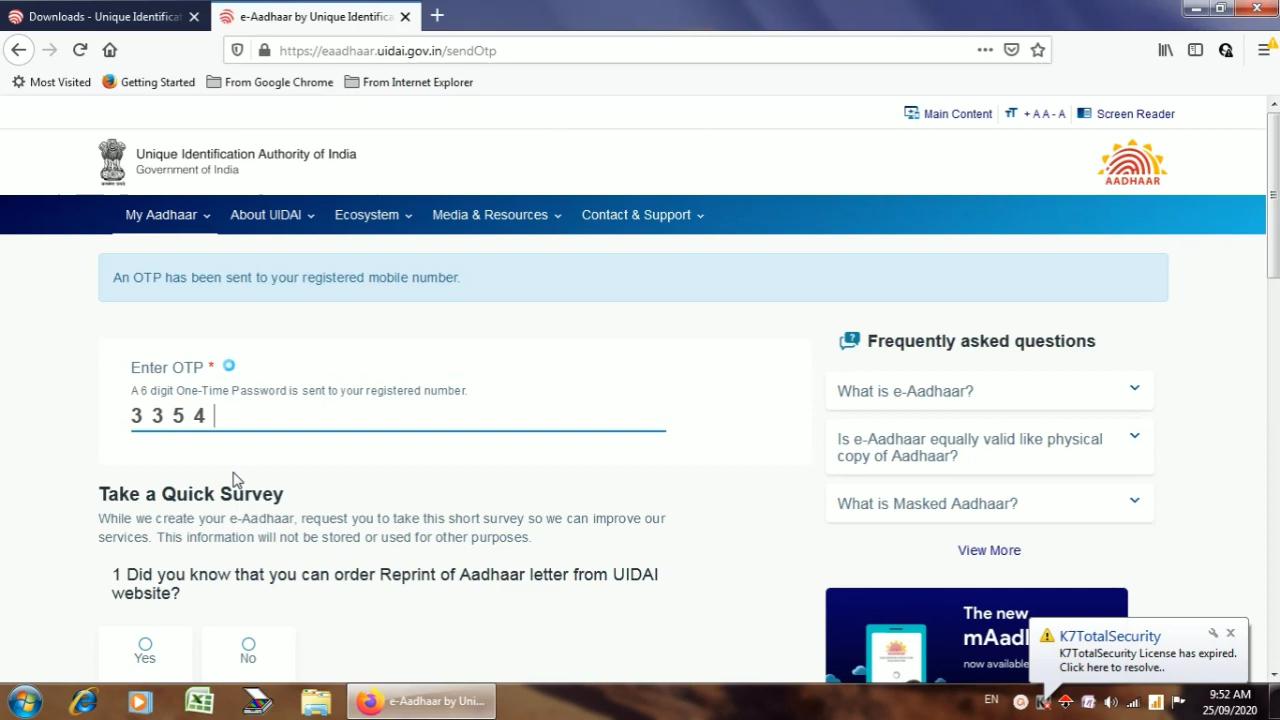 Downloads - Unique Identificat
e-Aadhaar by Unique Identifica
https://eaadhaar.uidai.gov.in/sendOtp
Most Visited
Getting Started
From Google Chrome
From Internet Explorer
Main Content
+ A A - A
Screen Reader
Unique Identification Authority of India
Government of India
AADHAAR
My Aadhaar
About UIDAI
Ecosystem
Media & Resources
Contact & Support
An OTP has been sent to your registered mobile number.
Enter OTP *
A 6 digit One-Time Password is sent to your registered number.
3 3 5 4
Take a Quick Survey
While we create your e-Aadhaar, request you to take this short survey so we can improve our
services. This information will not be stored or used for other purposes.
1 Did you know that you can order Reprint of Aadhaar letter from UIDAI
website?
Yes
No
Frequently asked questions
What is e-Aadhaar?
Is e-Aadhaar equally valid like physical
copy of Aadhaar?
What is Masked Aadhaar?
View More
The new
mAad
now available
K7TotalSecurity
K7TotalSecurity License has expired.
Click here to resolve..
e-Aadhaar by Uni...
EN
9:52 AM
25/09/2020